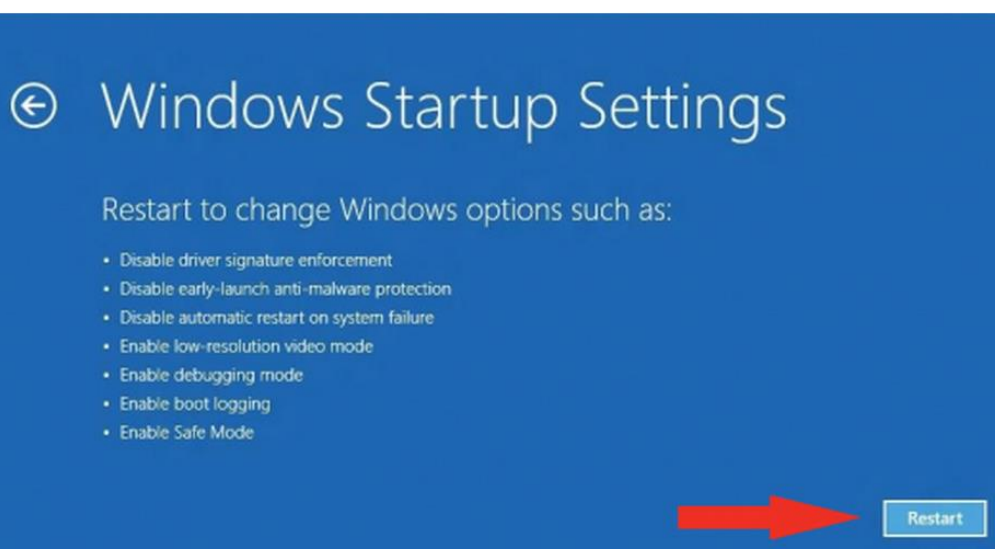 Windows Startup Settings
Restart to change Windows options such as:
• Disable driver signature enforcement
• Disable early-launch anti-malware protection
• Disable automatic restart on system failure
• Enable low-resolution video mode
• Enable debugging mode
• Enable boot logging
• Enable Safe Mode
Restart